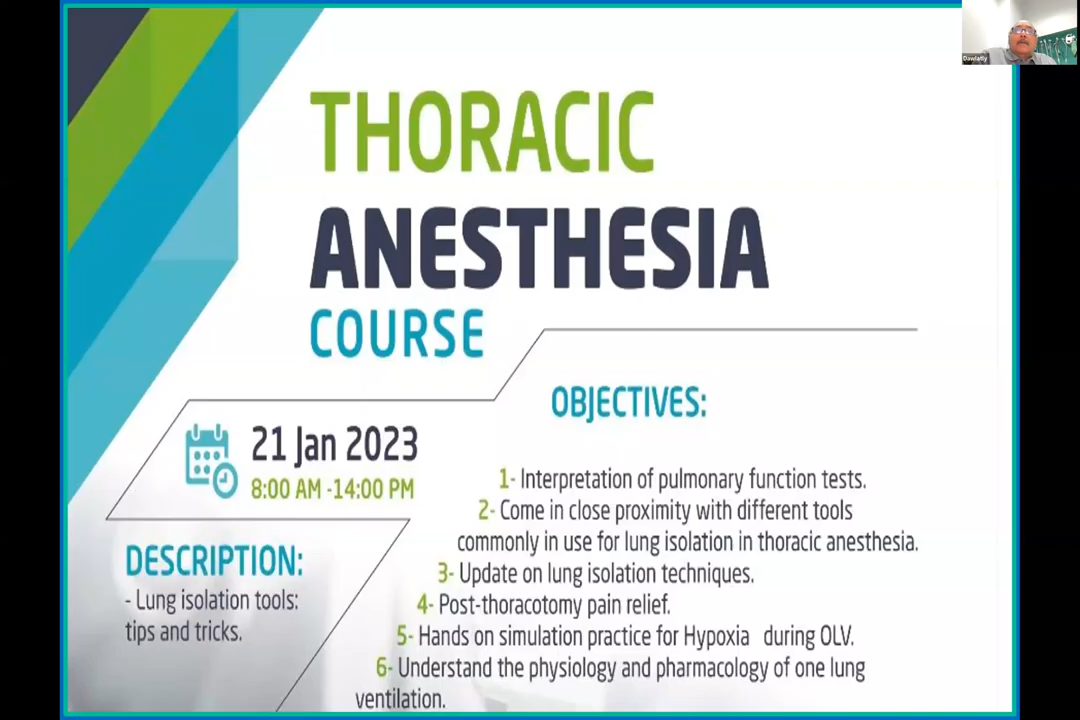 THORACIC
ANESTHESIA
COURSE
21 Jan 2023
8:00 AM -14:00 PM
DESCRIPTION:
- Lung isolation tools:
tips and tricks.
OBJECTIVES:
1- Interpretation of pulmonary function tests.
2- Come in close proximity with different tools
commonly in use for lung isolation in thoracic anesthesia.
3- Update on lung isolation techniques.
4- Post-thoracotomy pain relief.
5- Hands on simulation practice for Hypoxia during OLV.
6- Understand the physiology and pharmacology of one lung
ventilation.
Dawlatly